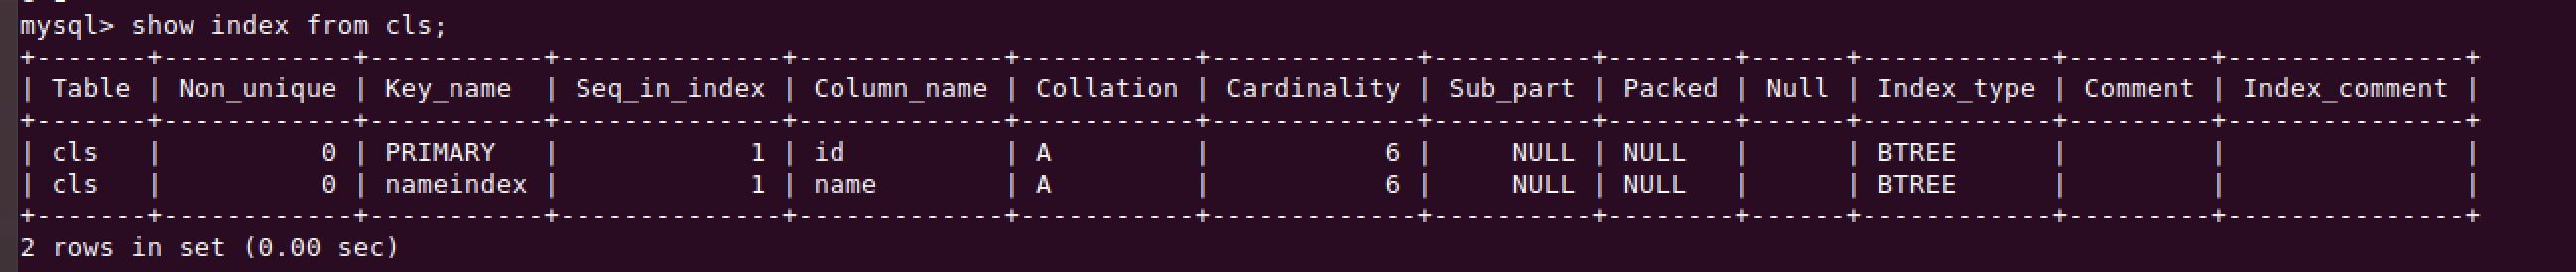 mysql> show index from cls;
+-------+------------+-----------+--------------+-------------+-----------+-------------+----------+--------+------+------------+---------+---------------+
| Table | Non_unique | Key_name  | Seq_in_index | Column_name | Collation | Cardinality | Sub_part | Packed | Null | Index_type | Comment | Index_comment |
+-------+------------+-----------+--------------+-------------+-----------+-------------+----------+--------+------+------------+---------+---------------+
| cls   |          0 | PRIMARY   |            1 | id          | A         |           6 |     NULL | NULL   |      | BTREE      |         |               |
| cls   |          0 | nameindex |            1 | name        | A         |           6 |     NULL | NULL   |      | BTREE      |         |               |
+-------+------------+-----------+--------------+-------------+-----------+-------------+----------+--------+------+------------+---------+---------------+
2 rows in set (0.00 sec)